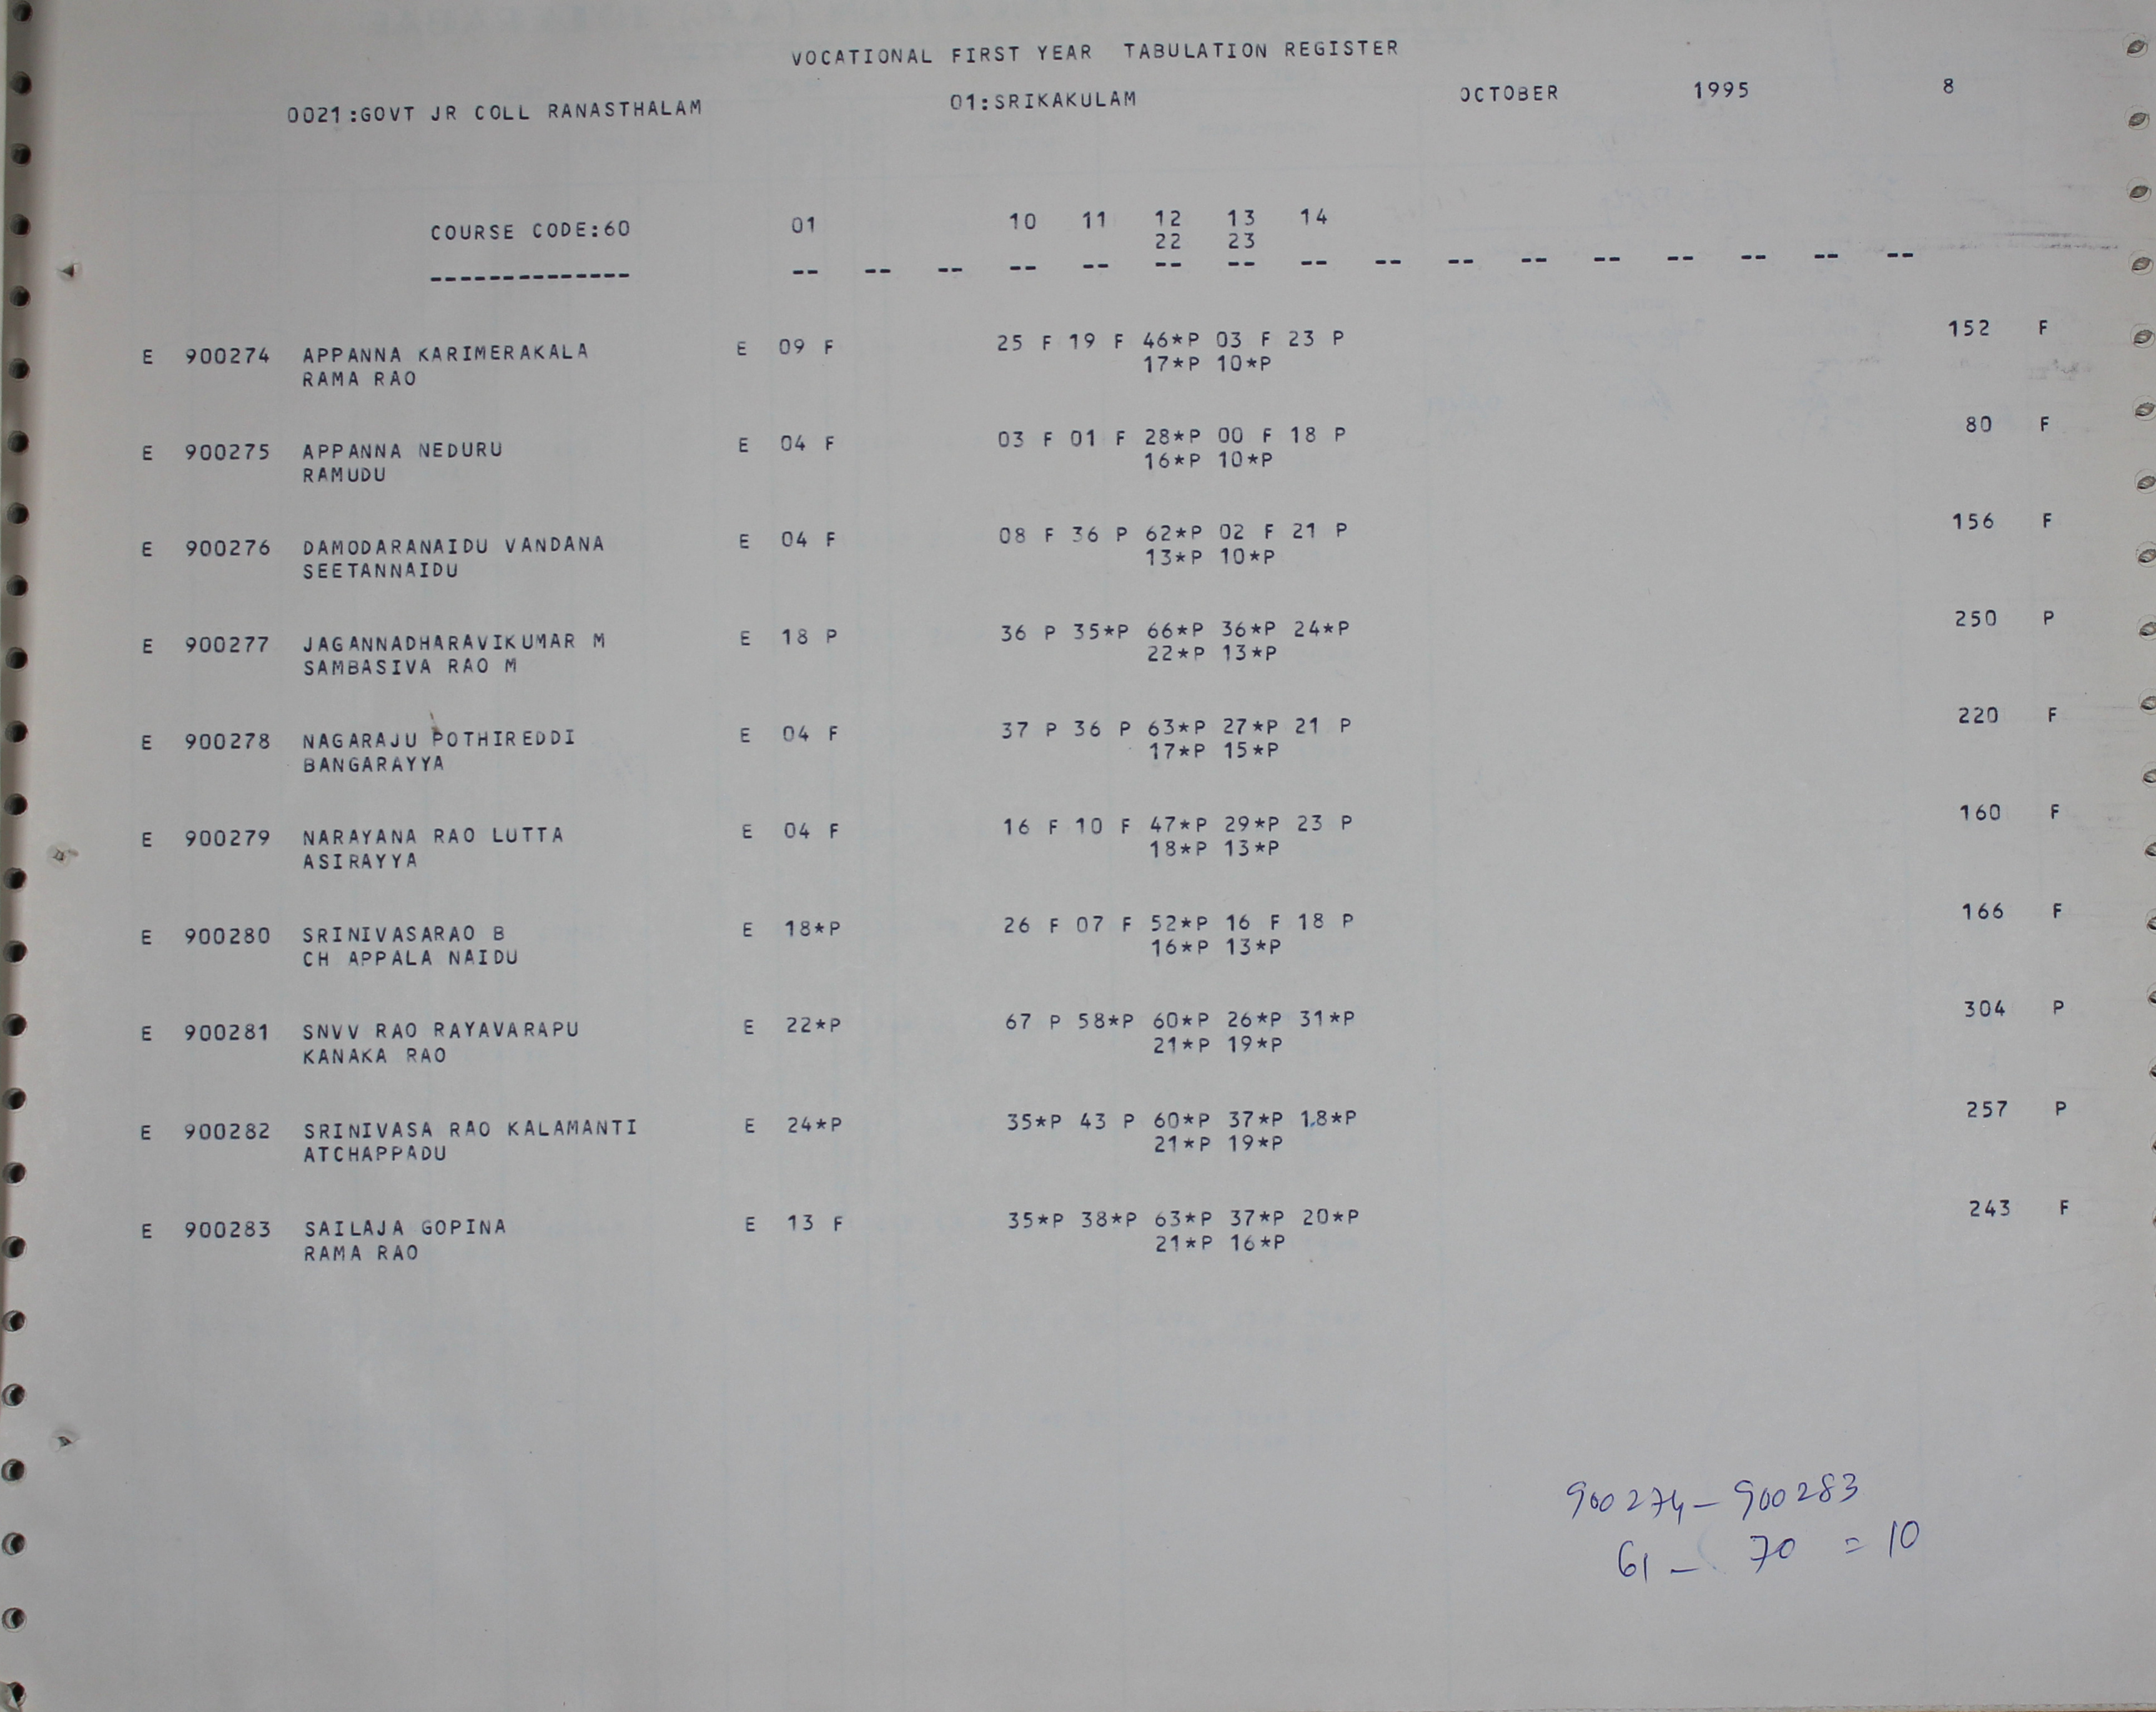 VOCATIONAL FIRST YEAR TABULATION REGISTER
0021:GOVT JR COLL RANASTHALAM 01:SRIKAKULAM OCTOBER 1995 8
COURSE CODE:60 01 10 11 12 13 14
22 23
-------------- -- -- -- -- -- -- -- -- -- -- -- -- -- -- -- --
E 900274 APPANNA KARIMERAKALA E 09 F 25 F 19 F 46*P 03 F 23 P 152 F
RAMA RAO 17*P 10*P
E 900275 APPANNA NEDURU E 04 F 03 F 01 F 28*P 00 F 18 P 80 F
RAMUDU 16*P 10*P
E 900276 DAMODARANAIDU VANDANA E 04 F 08 F 36 P 62*P 02 F 21 P 156 F
SEETANNAIDU 13*P 10*P
E 900277 JAGANNADHARAVIKUMAR M E 18 P 36 P 35*P 66*P 36*P 24*P 250 P
SAMBASIVA RAO M 22*P 13*P
E 900278 NAGARAJU POTHIREDDI E 04 F 37 P 36 P 63*P 27*P 21 P 220 F
BANGARAYYA 17*P 15*P
E 900279 NARAYANA RAO LUTTA E 04 F 16 F 10 F 47*P 29*P 23 P 160 F
ASIRAYYA 18*P 13*P
E 900280 SRINIVASARAO B E 18*P 26 F 07 F 52*P 16 F 18 P 166 F
CH APPALA NAIDU 16*P 13*P
E 900281 SNVV RAO RAYAVARAPU E 22*P 67 P 58*P 60*P 26*P 31*P 304 P
KANAKA RAO 21*P 19*P
E 900282 SRINIVASA RAO KALAMANTI E 24*P 35*P 43 P 60*P 37*P 18*P 257 P
ATCHAPPADU 21*P 19*P
E 900283 SAILAJA GOPINA E 13 F 35*P 38*P 63*P 37*P 20*P 243 F
RAMA RAO 21*P 16*P
900274 - 900283
61 - 70 = 10